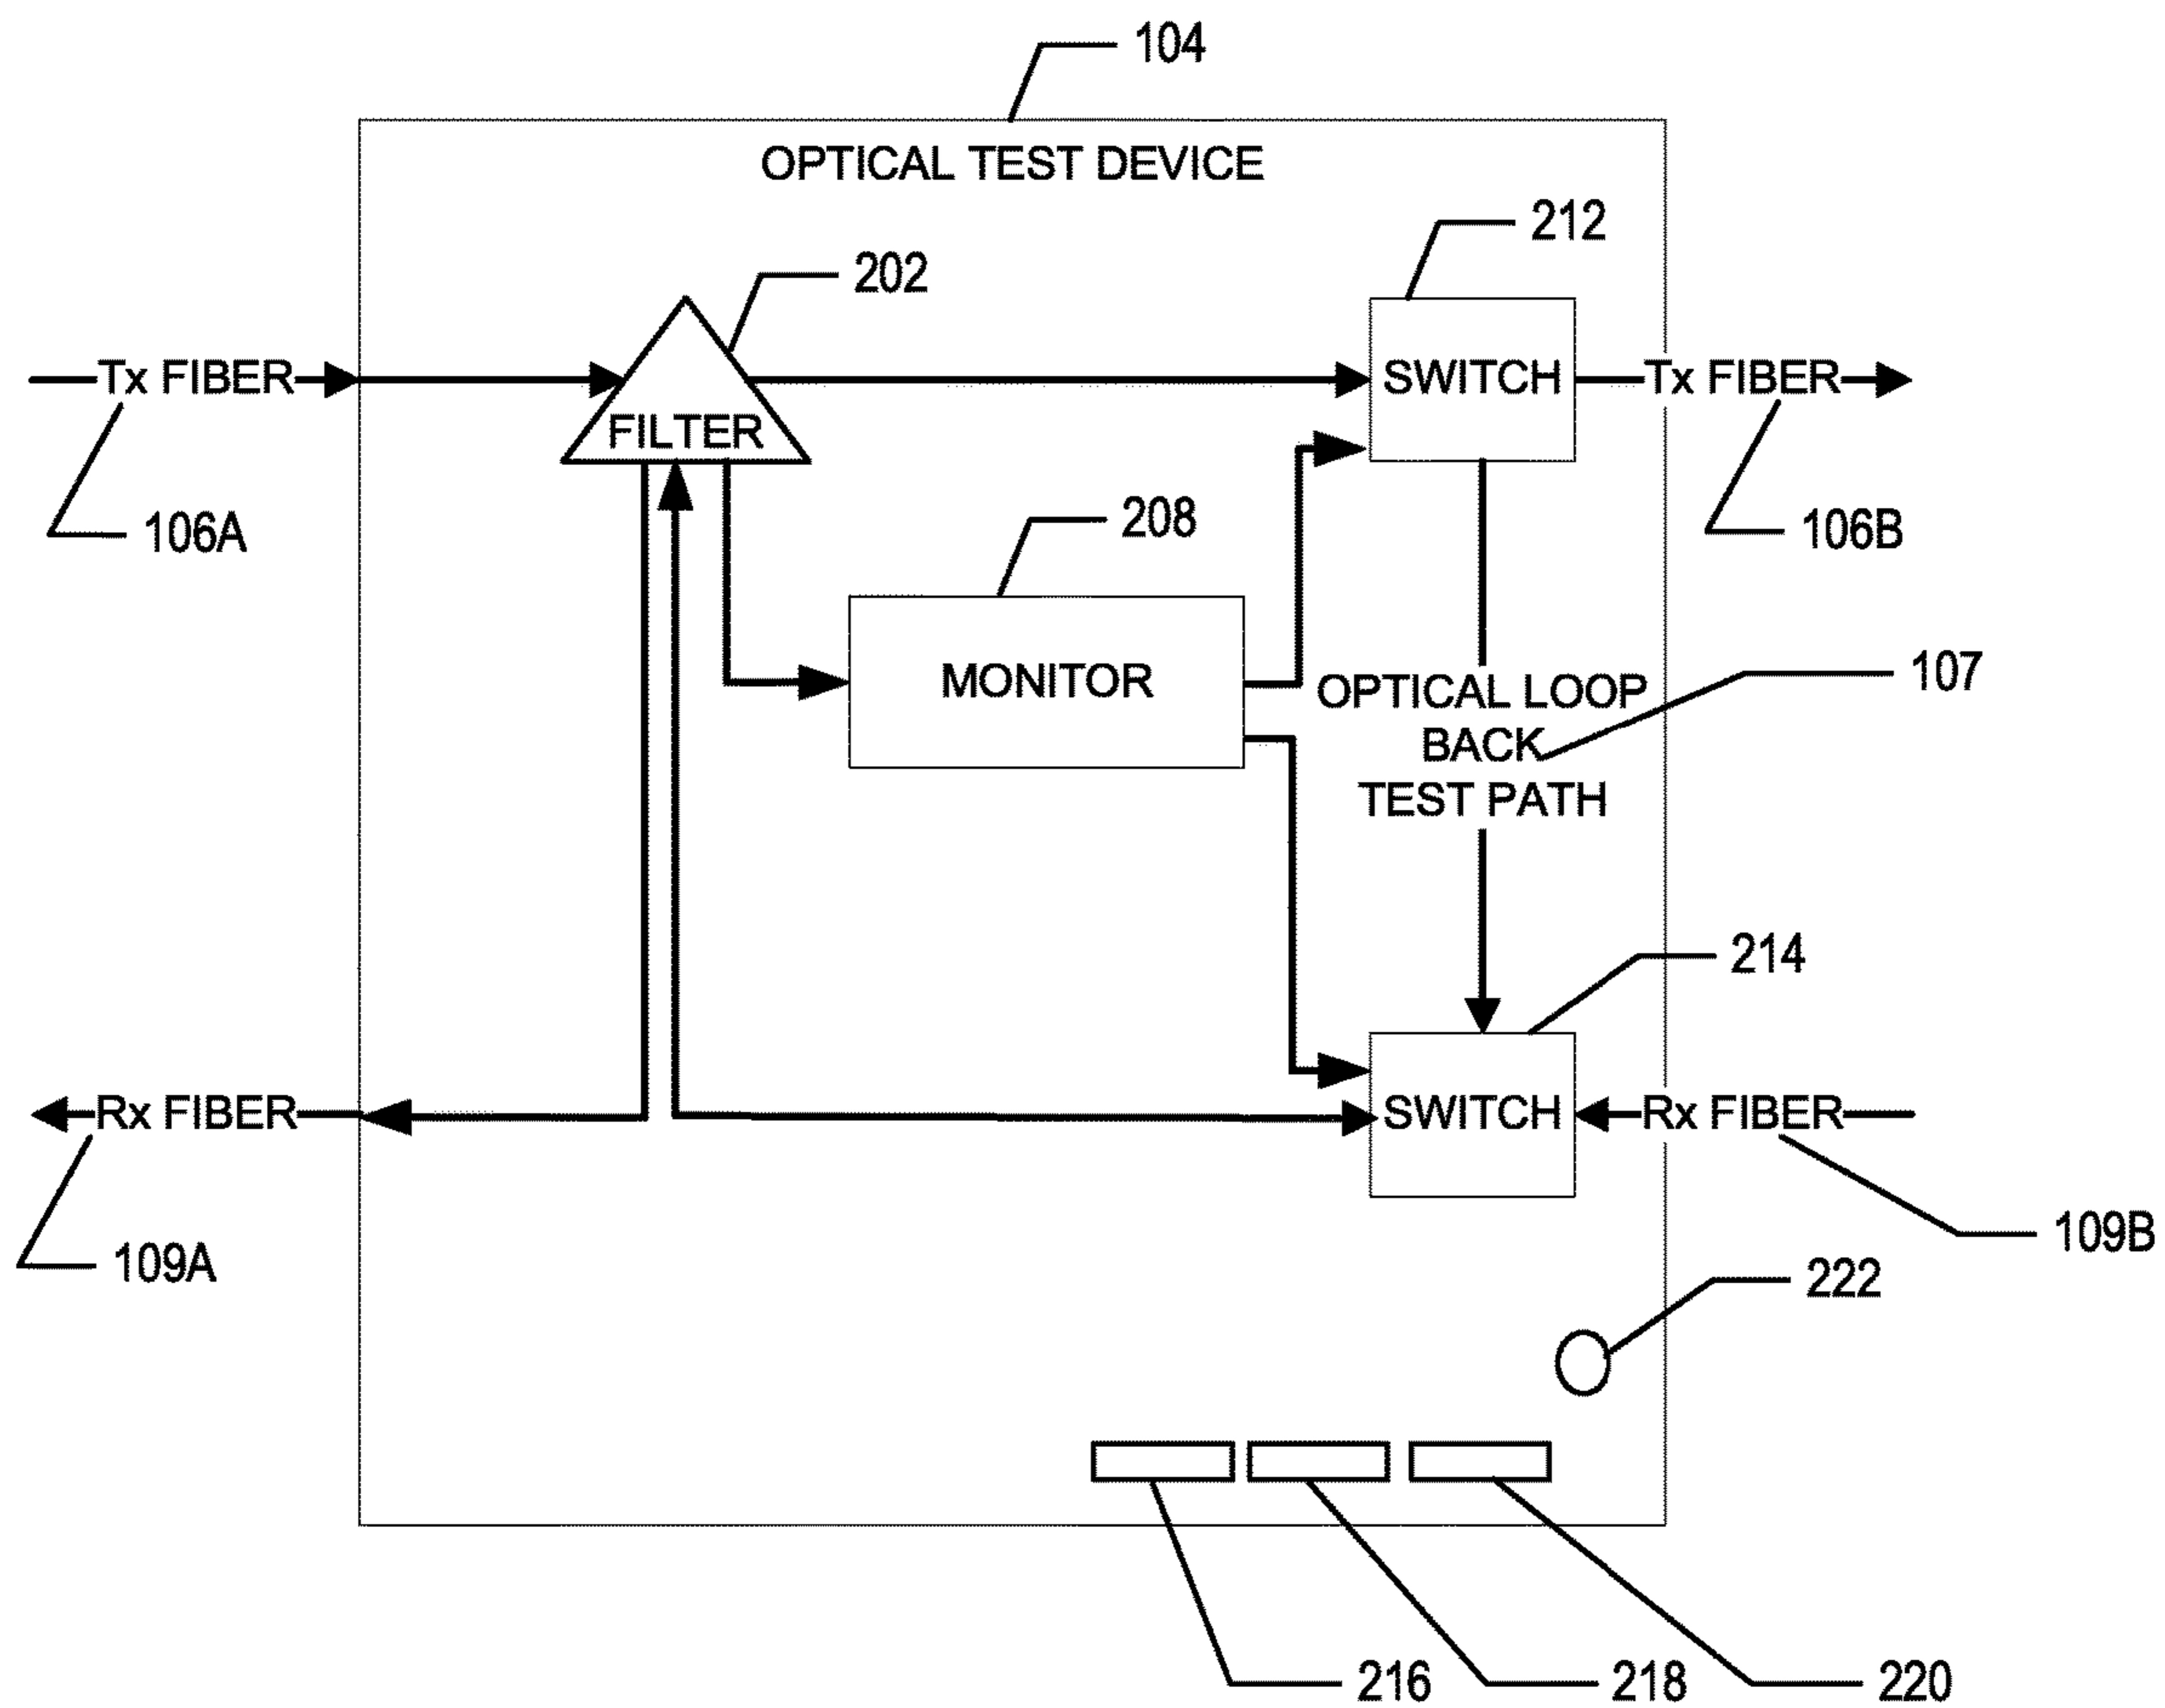 104
OPTICAL TEST DEVICE
212
202
Tx FIBER
SWITCH
Tx FIBER
FILTER
106A
208
106B
MONITOR
OPTICAL LOOP
BACK
TEST PATH
107
214
Rx FIBER
SWITCH
Rx FIBER
109A
109B
222
216
218
220